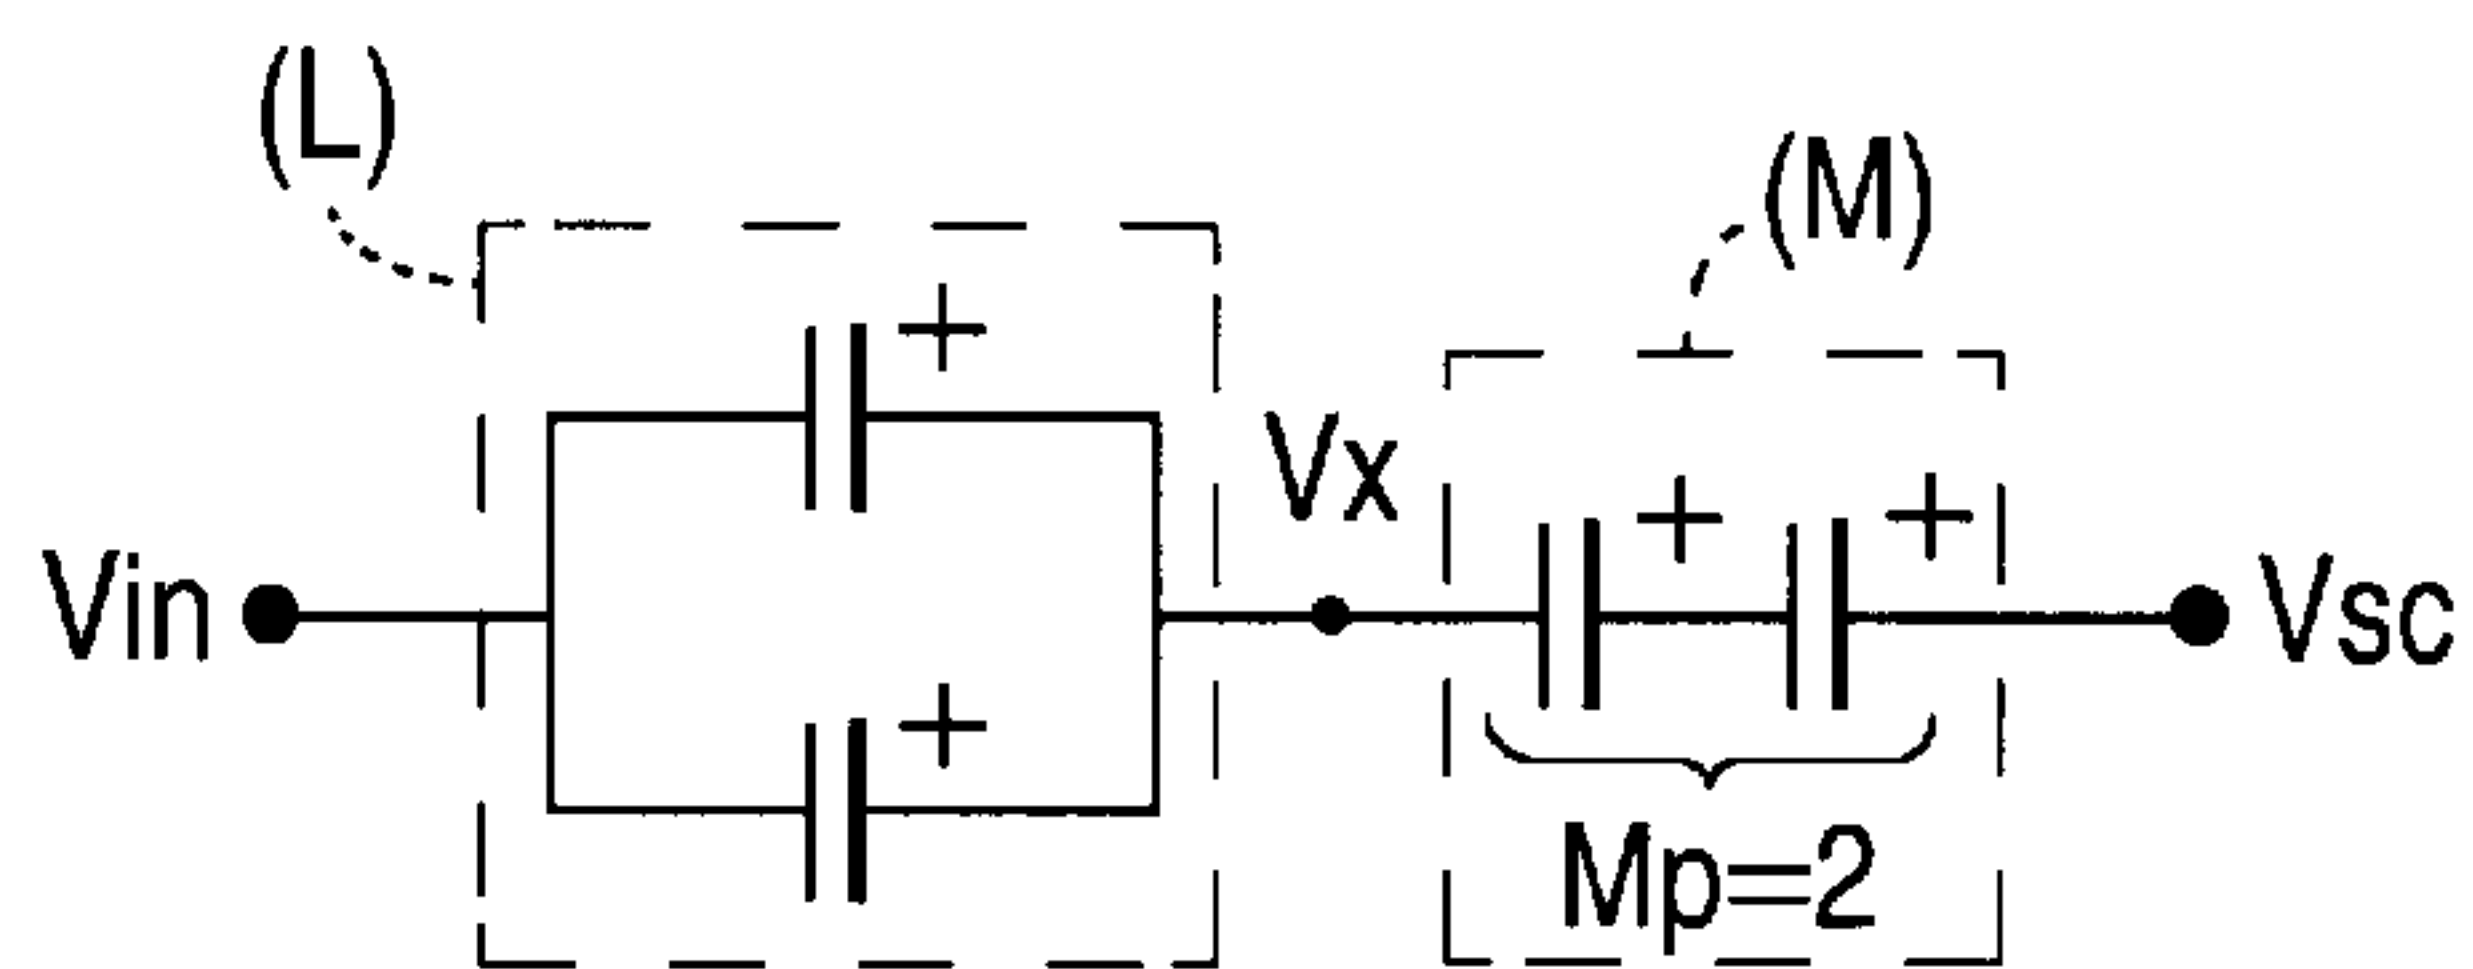 (L)
(M)
+
Vx
+
+
Vin
Vsc
+
Mp=2